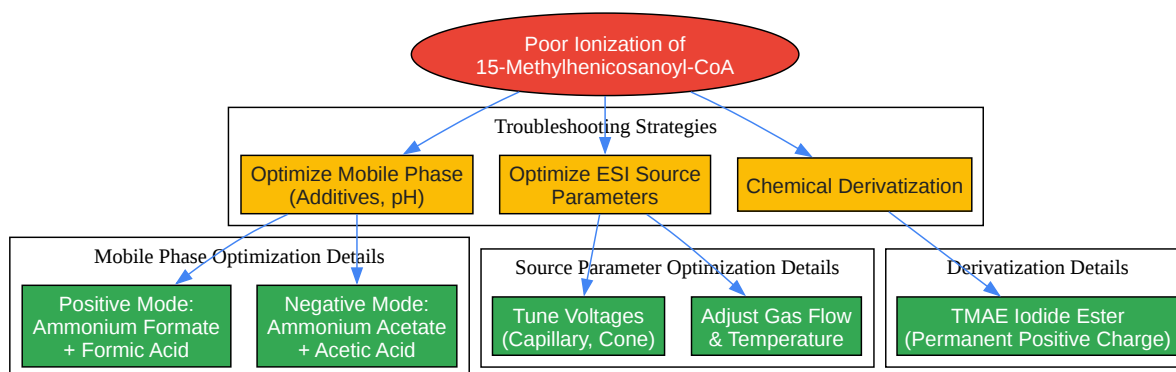 Poor Ionization of
15-Methylhenicosanoyl-CoA
Troubleshooting Strategies
Optimize Mobile Phase
(Additives, pH)
Optimize ESI Source
Parameters
Chemical Derivatization
Mobile Phase Optimization Details
Positive Mode:
Ammonium Formate
+ Formic Acid
Negative Mode:
Ammonium Acetate
+ Acetic Acid
Source Parameter Optimization Details
Tune Voltages
(Capillary, Cone)
Adjust Gas Flow
& Temperature
Derivatization Details
TMAE Iodide Ester
(Permanent Positive Charge)